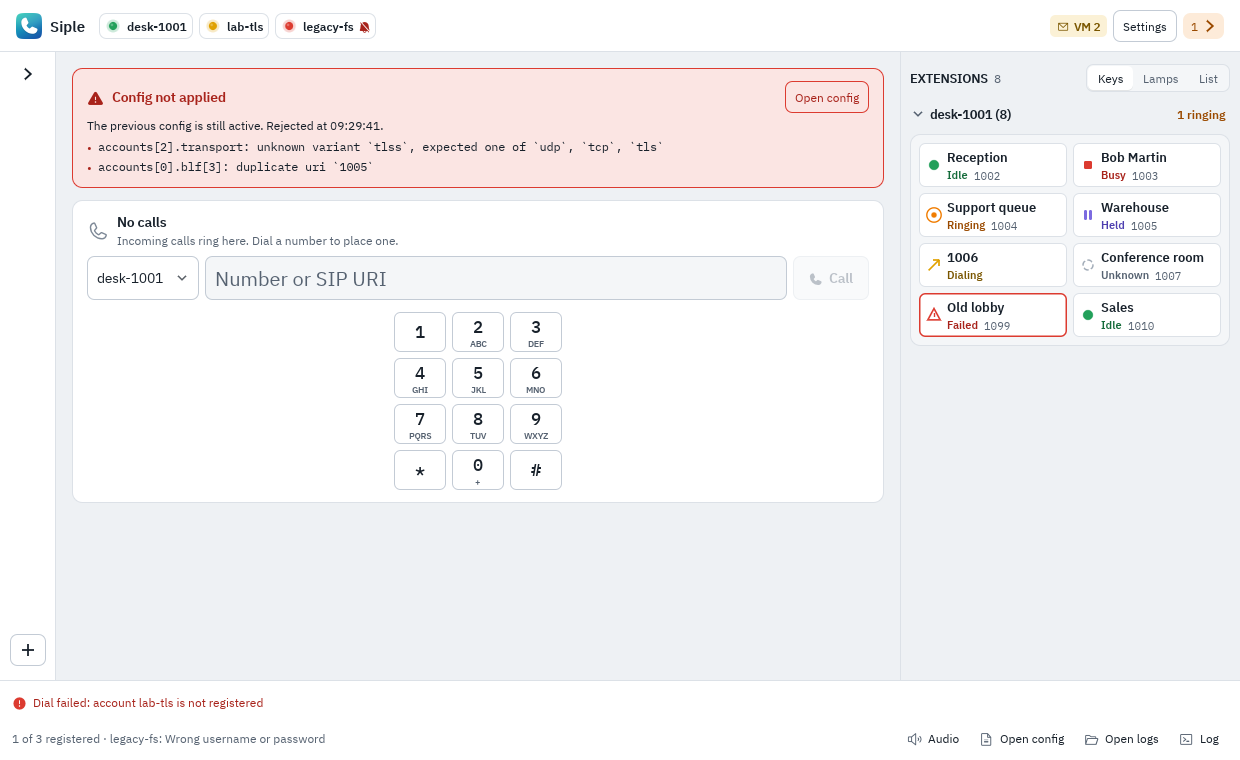 Siple
desk-1001
lab-tls
legacy-fs
VM 2
Settings
1
Config not applied
Open config
The previous config is still active. Rejected at 09:29:41.
• accounts[2].transport: unknown variant `tlss`, expected one of `udp`, `tcp`, `tls`
• accounts[0].blf[3]: duplicate uri `1005`
No calls
Incoming calls ring here. Dial a number to place one.
desk-1001
Number or SIP URI
Call
1
2
ABC
3
DEF
4
GHI
5
JKL
6
MNO
7
PQRS
8
TUV
9
WXYZ
*
0
+
#
EXTENSIONS 8
Keys
Lamps
List
desk-1001 (8)
1 ringing
Reception
Idle 1002
Bob Martin
Busy 1003
Support queue
Ringing 1004
Warehouse
Held 1005
1006
Dialing
Conference room
Unknown 1007
Old lobby
Failed 1099
Sales
Idle 1010
Dial failed: account lab-tls is not registered
1 of 3 registered · legacy-fs: Wrong username or password
Audio
Open config
Open logs
Log